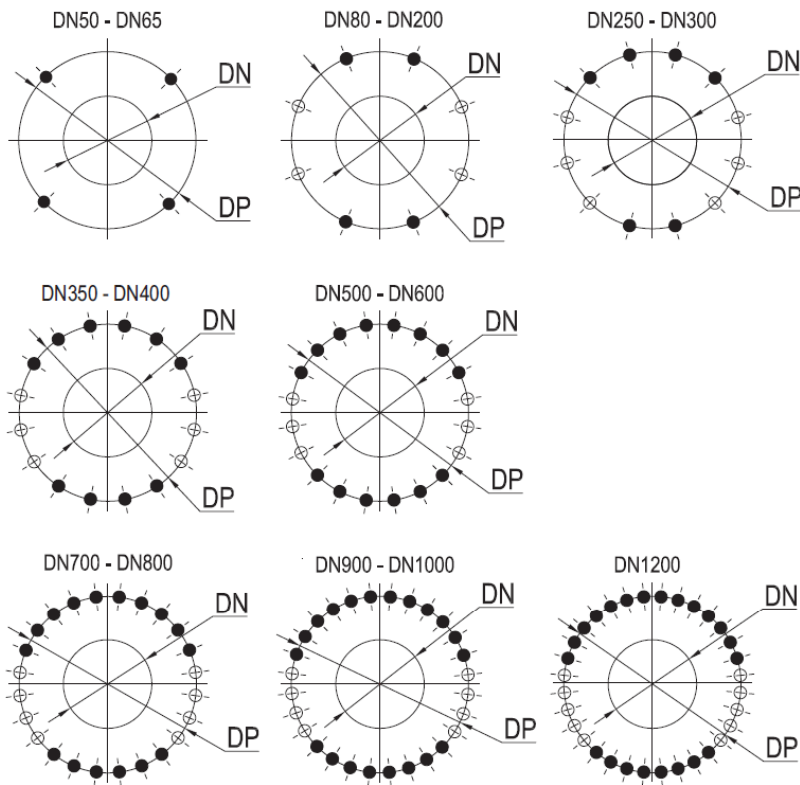 DN50 - DN65
DN
DP
DN80 - DN200
DN
DP
DN250 - DN300
DN
DP
DN350 - DN400
DN
DP
DN500 - DN600
DN
DP
DN700 - DN800
DN
DP
DN900 - DN1000
DN
DP
DN1200
DN
DP